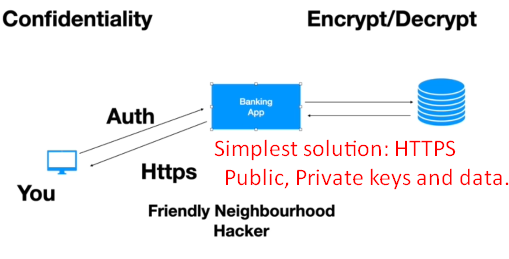 Confidentiality
Encrypt/Decrypt
Banking
App
Auth
Simplest solution: HTTPS
Https
Public, Private keys and data.
You
Friendly Neighbourhood
Hacker